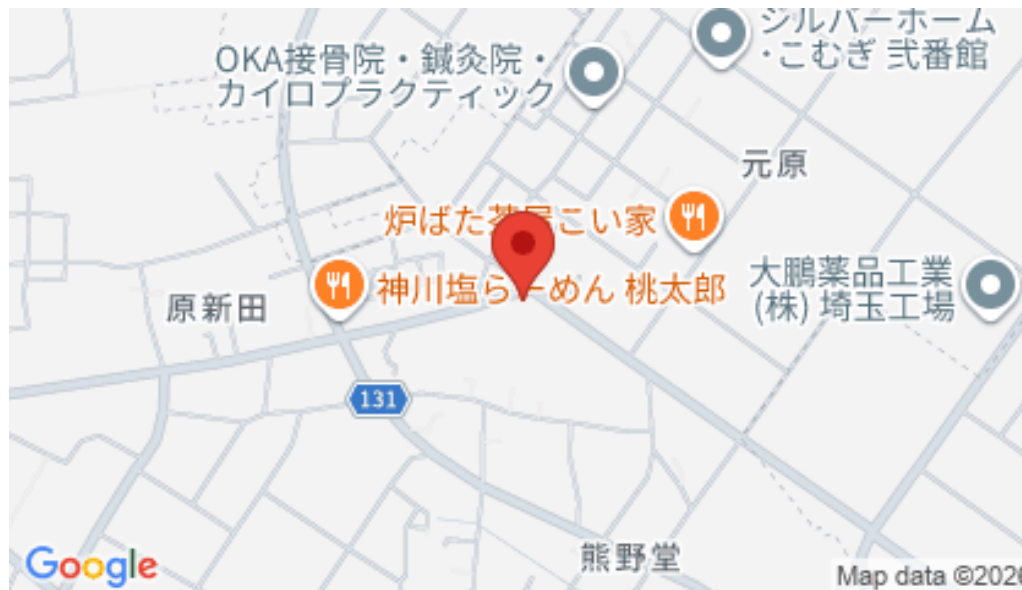 シルバーホーム
・こむぎ 弐番館
OKA接骨院・鍼灸院・
カイロプラクティック
元原
炉ばた茶屋こい家
大鵬薬品工業
(株) 埼玉工場
神川塩らーめん 桃太郎
原新田
131
熊野堂
Google
Map data ©2026